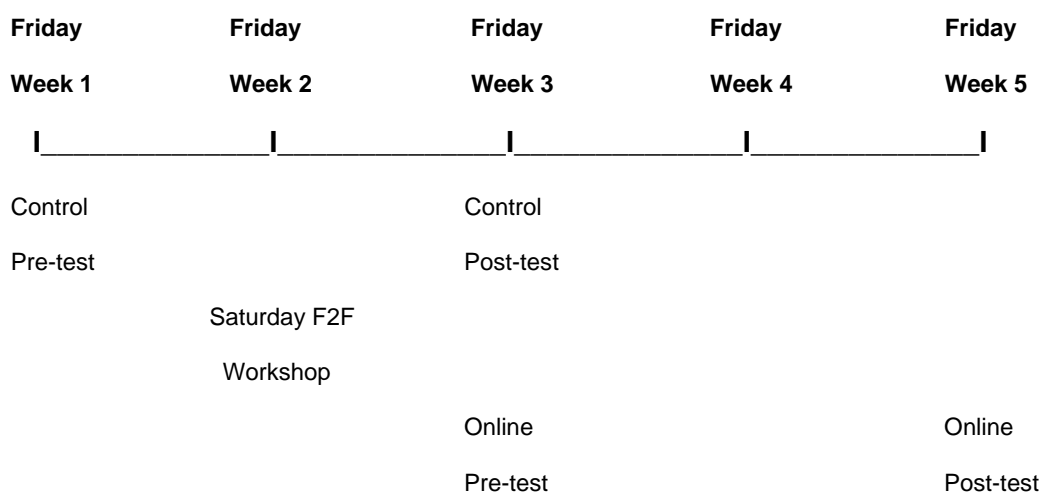 Friday Friday Friday Friday Friday
Week 1 Week 2 Week 3 Week 4 Week 5
I_______________I_______________I_______________I_______________I
Control Control
Pre-test Post-test
Saturday F2F
Workshop
Online Online
Pre-test Post-test